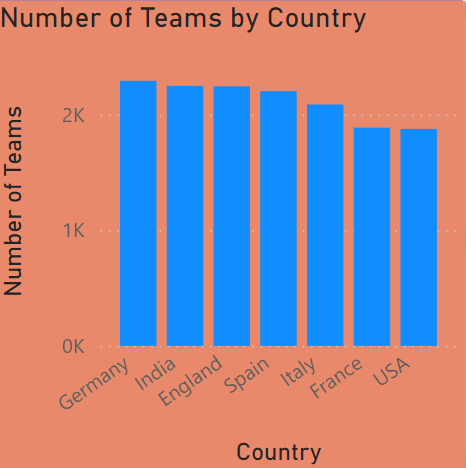 Number of Teams by Country
Number of Teams
2K
1K
0K
Germany
India
England
Spain
Italy
France
USA
Country